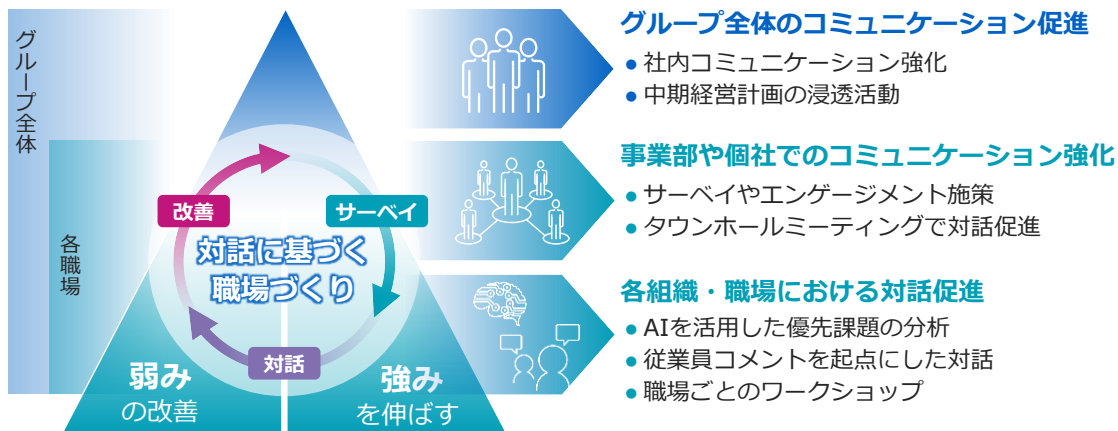 グループ全体
各職場
改善
サーベイ
対話に基づく
職場づくり
対話
弱み
の改善
強み
を伸ばす
グループ全体のコミュニケーション促進
● 社内コミュニケーション強化
● 中期経営計画の浸透活動
事業部や個社でのコミュニケーション強化
● サーベイやエンゲージメント施策
● タウンホールミーティングで対話促進
各組織・職場における対話促進
● AIを活用した優先課題の分析
● 従業員コメントを起点にした対話
● 職場ごとのワークショップ